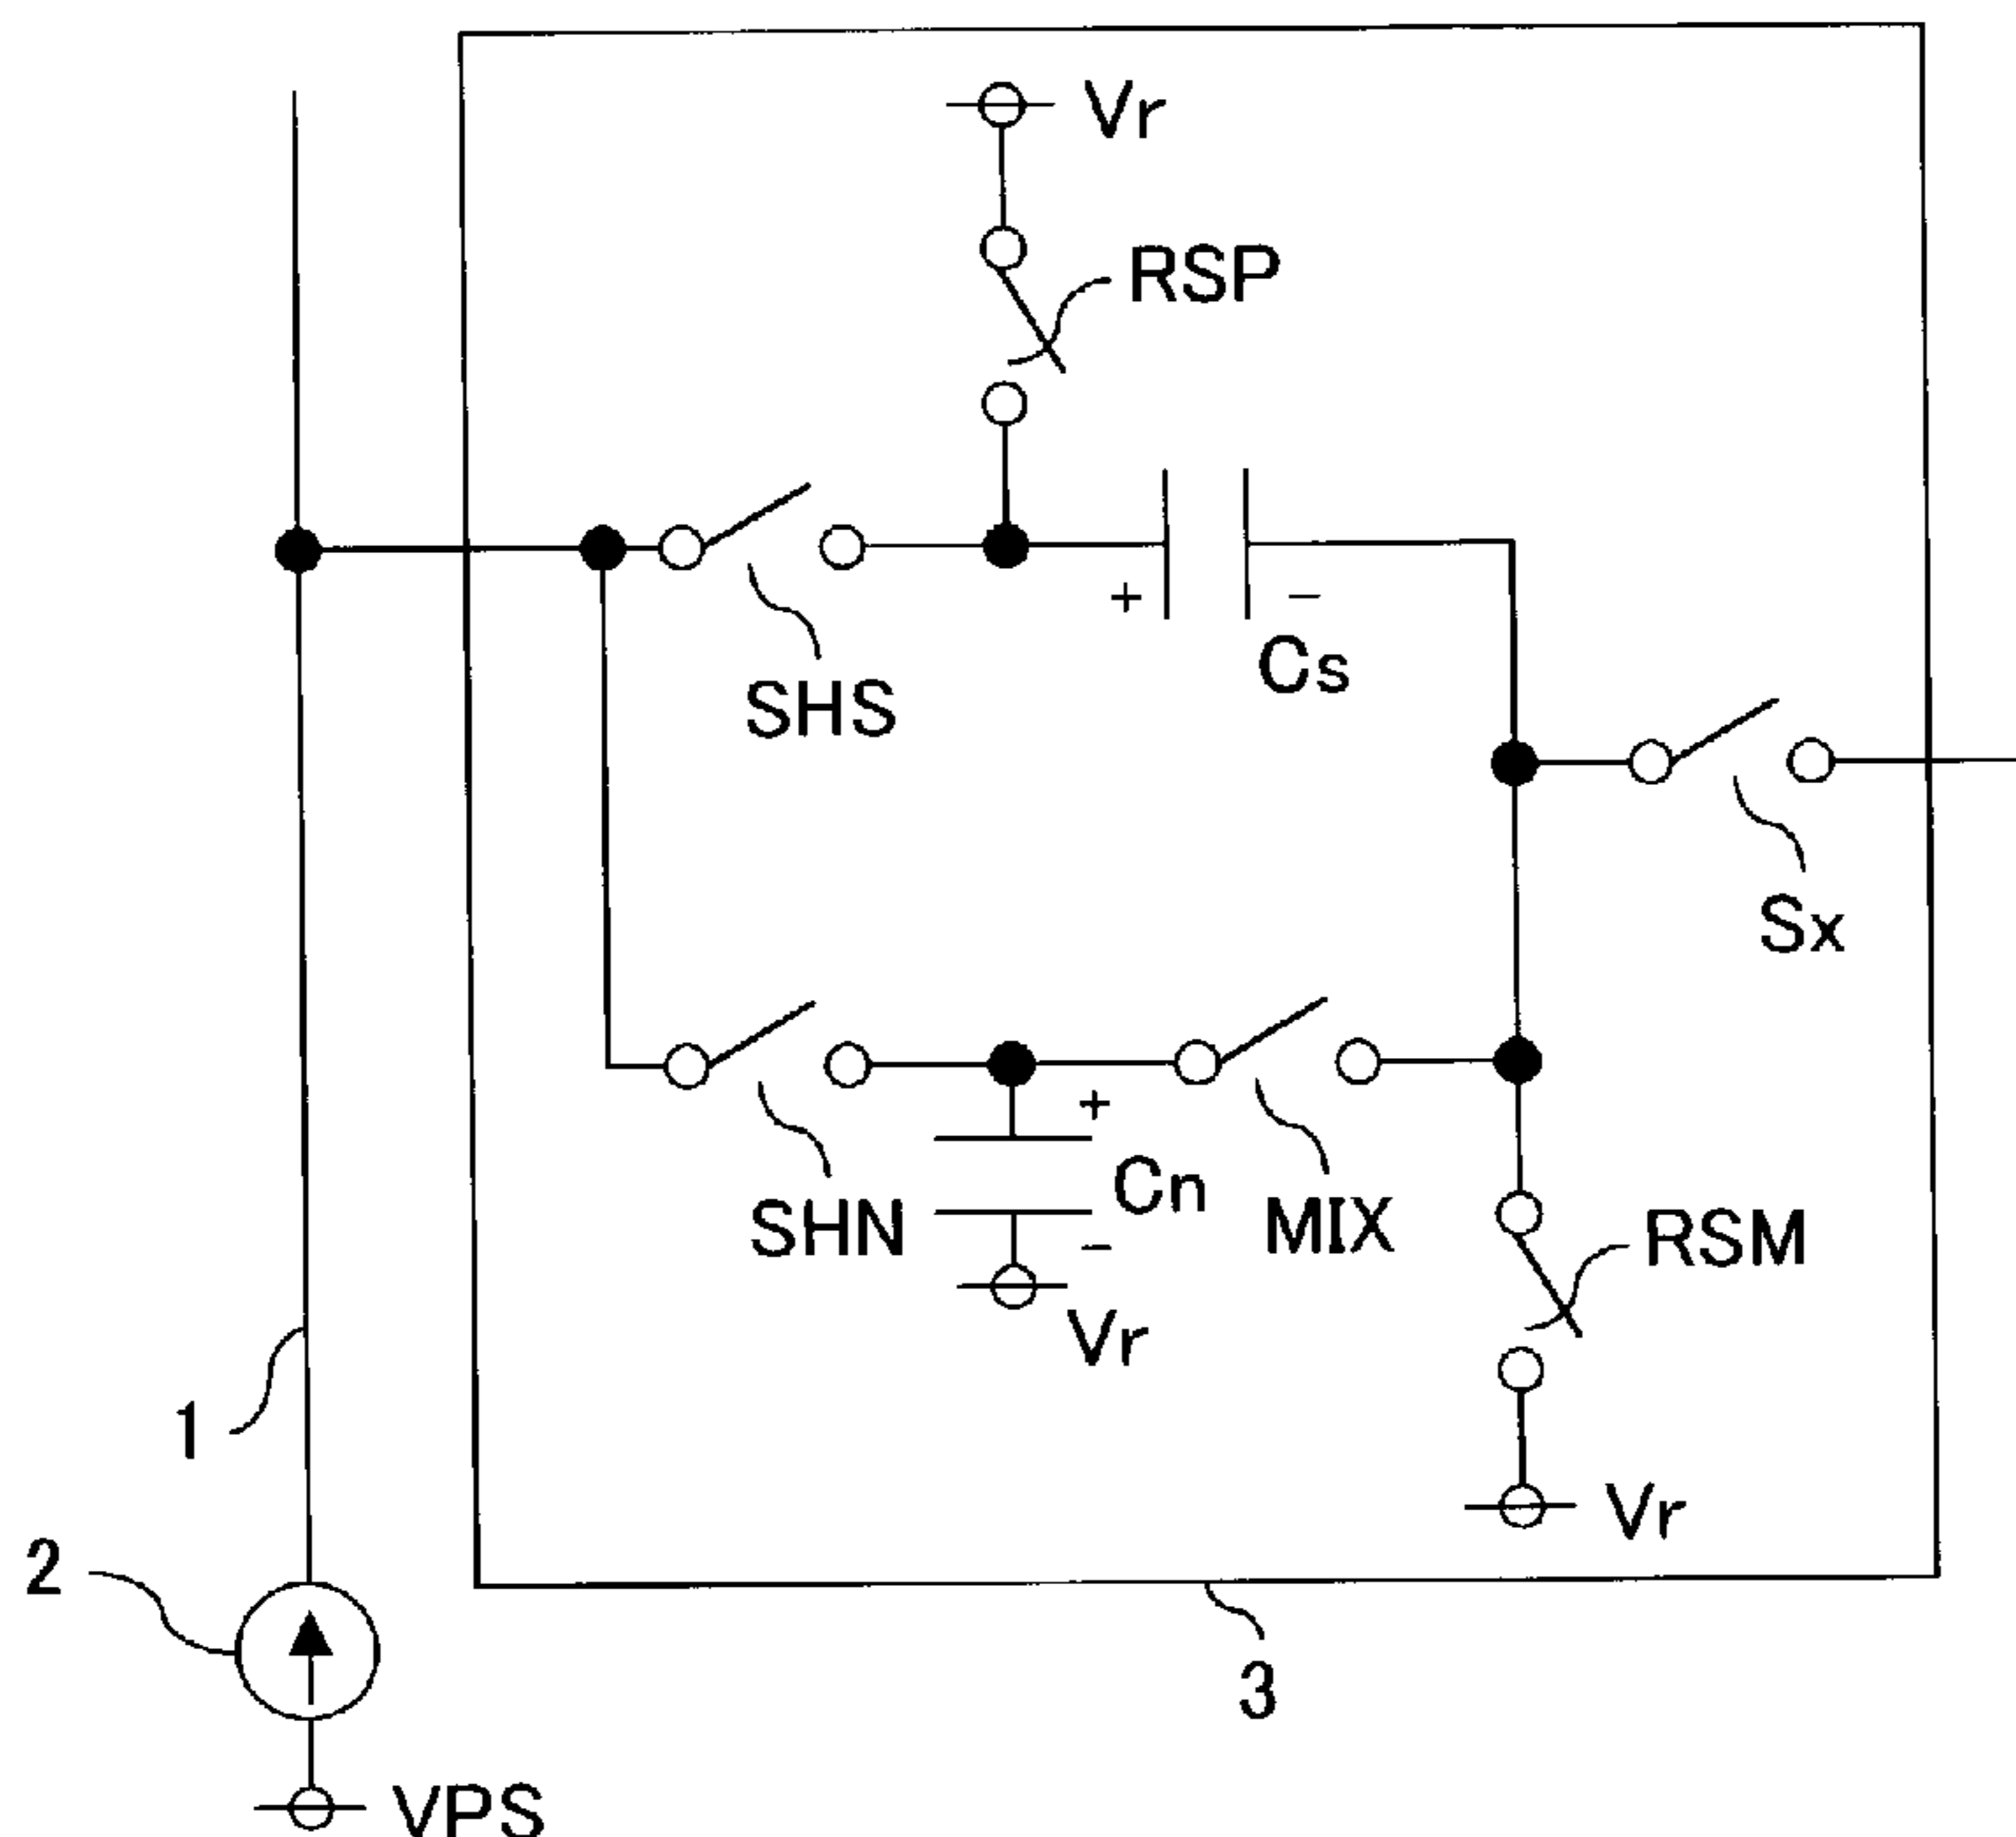 Vr
RSP
+
−
SHS
Cs
Sx
+
Cn
SHN
MIX
−
RSM
Vr
1
Vr
2
3
VPS